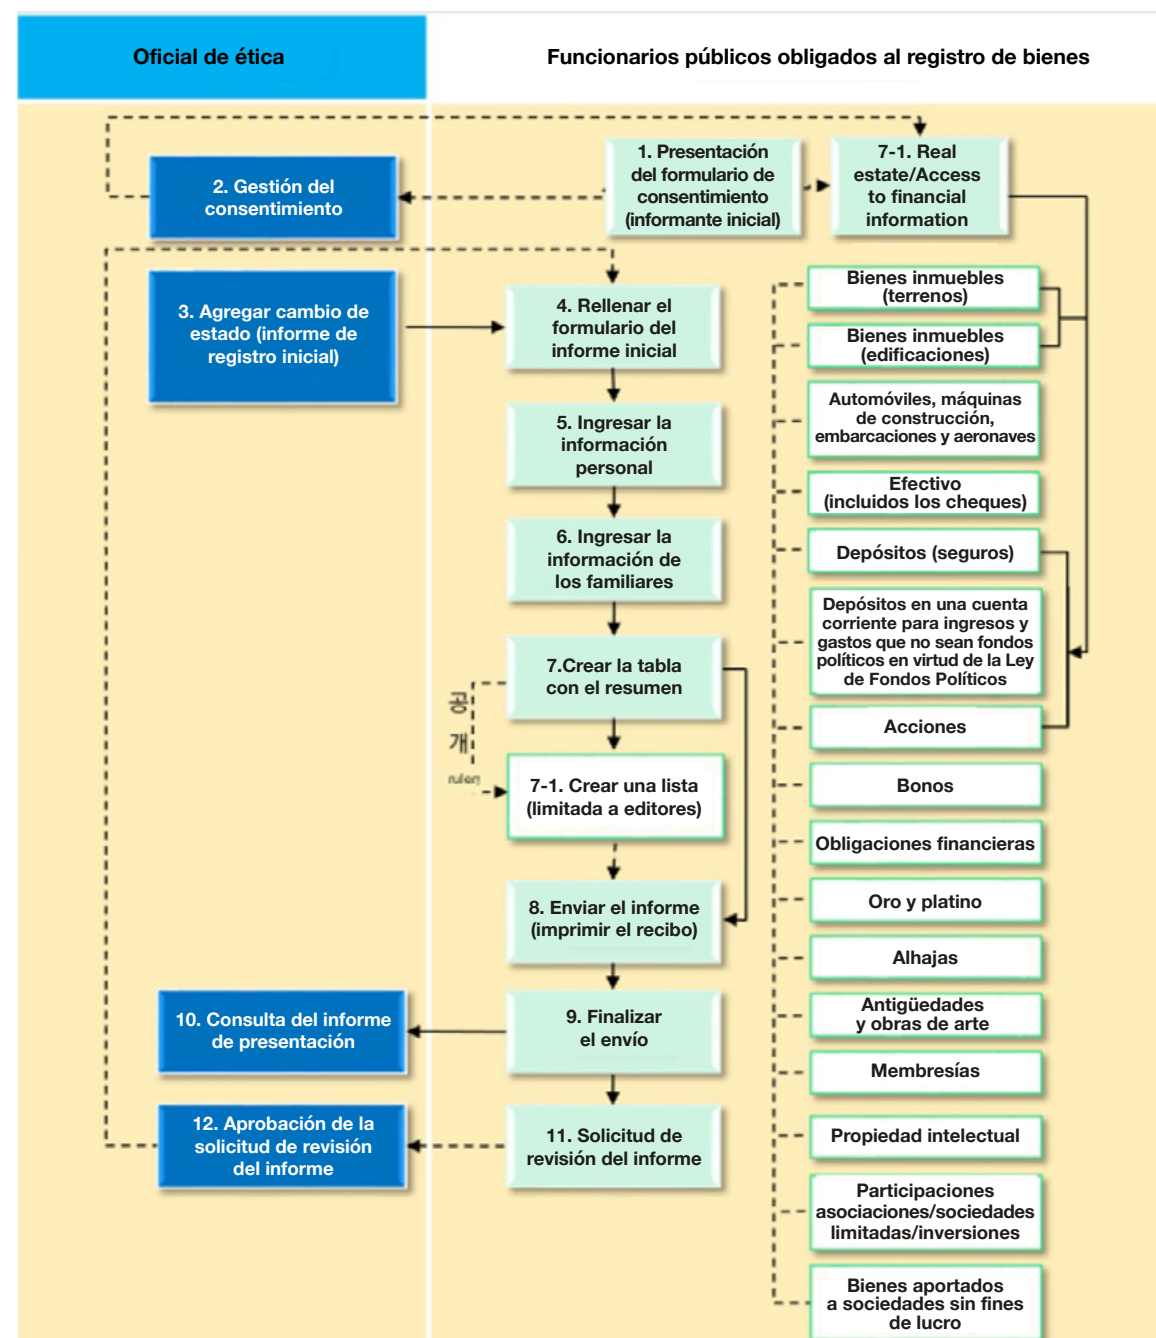 Oficial de ética
Funcionarios públicos obligados al registro de bienes
1. Presentación
del formulario de
consentimiento
(informante inicial)
7-1. Real
estate/Access
to financial
information
2. Gestión del
consentimiento
3. Agregar cambio de
estado (informe de
registro inicial)
4. Rellenar el
formulario del
informe inicial
5. Ingresar la
información
personal
6. Ingresar la
información de
los familiares
7.Crear la tabla
con el resumen
공
개
7-1. Crear una lista
(limitada a editores)
8. Enviar el informe
(imprimir el recibo)
9. Finalizar
el envío
10. Consulta del informe
de presentación
11. Solicitud de
revisión del informe
12. Aprobación de la
solicitud de revisión
del informe
Bienes inmuebles
(terrenos)
Bienes inmuebles
(edificaciones)
Automóviles, máquinas
de construcción,
embarcaciones y aeronaves
Efectivo
(incluidos los cheques)
Depósitos (seguros)
Depósitos en una cuenta
corriente para ingresos y
gastos que no sean fondos
políticos en virtud de la Ley
de Fondos Políticos
Acciones
Bonos
Obligaciones financieras
Oro y platino
Alhajas
Antigüedades
y obras de arte
Membresías
Propiedad intelectual
Participaciones
asociaciones/sociedades
limitadas/inversiones
Bienes aportados
a sociedades sin fines
de lucro